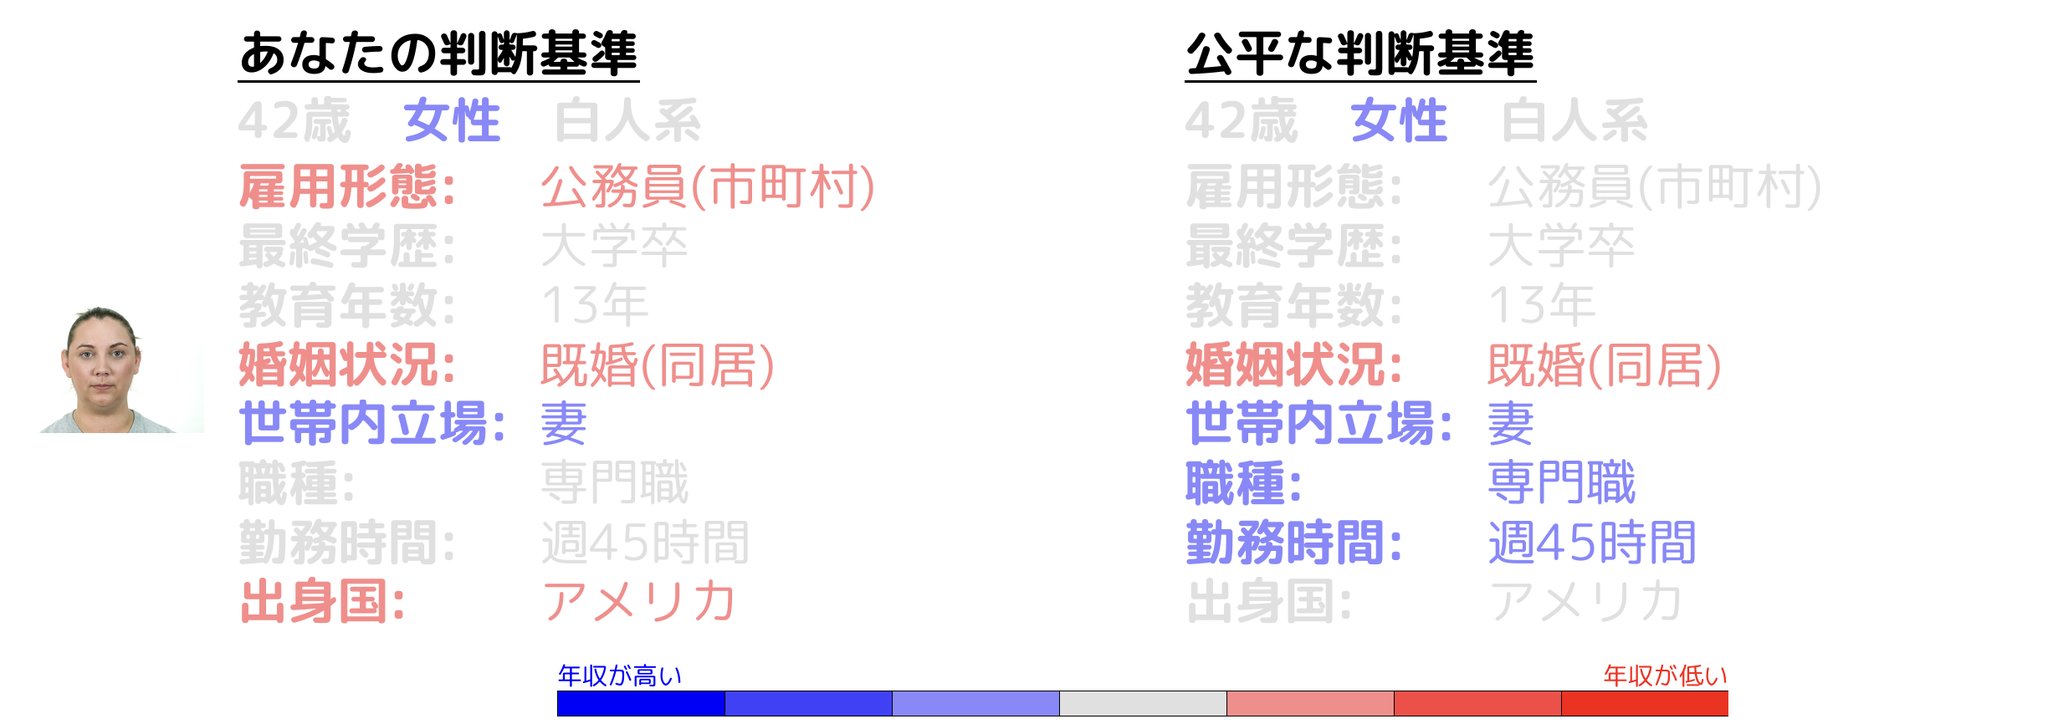 あなたの判断基準
42歳 女性 白人系
雇用形態: 公務員(市町村)
最終学歴: 大学卒
教育年数: 13年
婚姻状況: 既婚(同居)
世帯内立場: 妻
職種: 専門職
勤務時間: 週45時間
出身国: アメリカ
公平な判断基準
42歳 女性 白人系
雇用形態: 公務員(市町村)
最終学歴: 大学卒
教育年数: 13年
婚姻状況: 既婚(同居)
世帯内立場: 妻
職種: 専門職
勤務時間: 週45時間
出身国: アメリカ
年収が高い
年収が低い